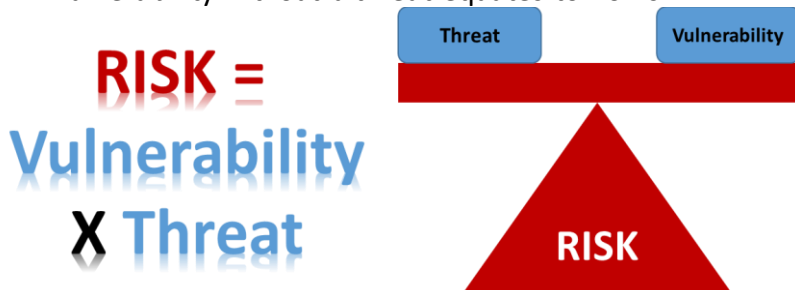 RISK =
Vulnerability
X Threat
Threat
Vulnerability
RISK